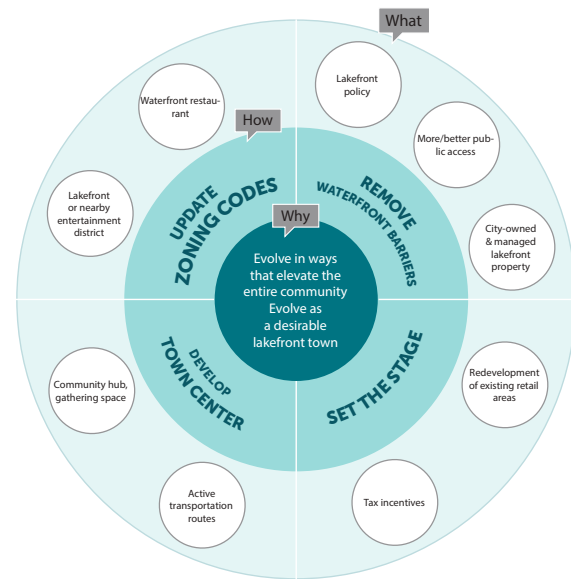 What
Lakefront
policy
Waterfront restau-
rant
How
More/better pub-
lic access
UPDATE
ZONING CODES
REMOVE
WATERFRONT BARRIERS
Lakefront
or nearby
entertainment
district
Why
City-owned
& managed
lakefront
property
Evolve in ways
that elevate the
entire community
Evolve as
a desirable
lakefront town
DEVELOP
TOWN CENTER
SET THE STAGE
Community hub,
gathering space
Redevelopment
of existing retail
areas
Active
transportation
routes
Tax incentives